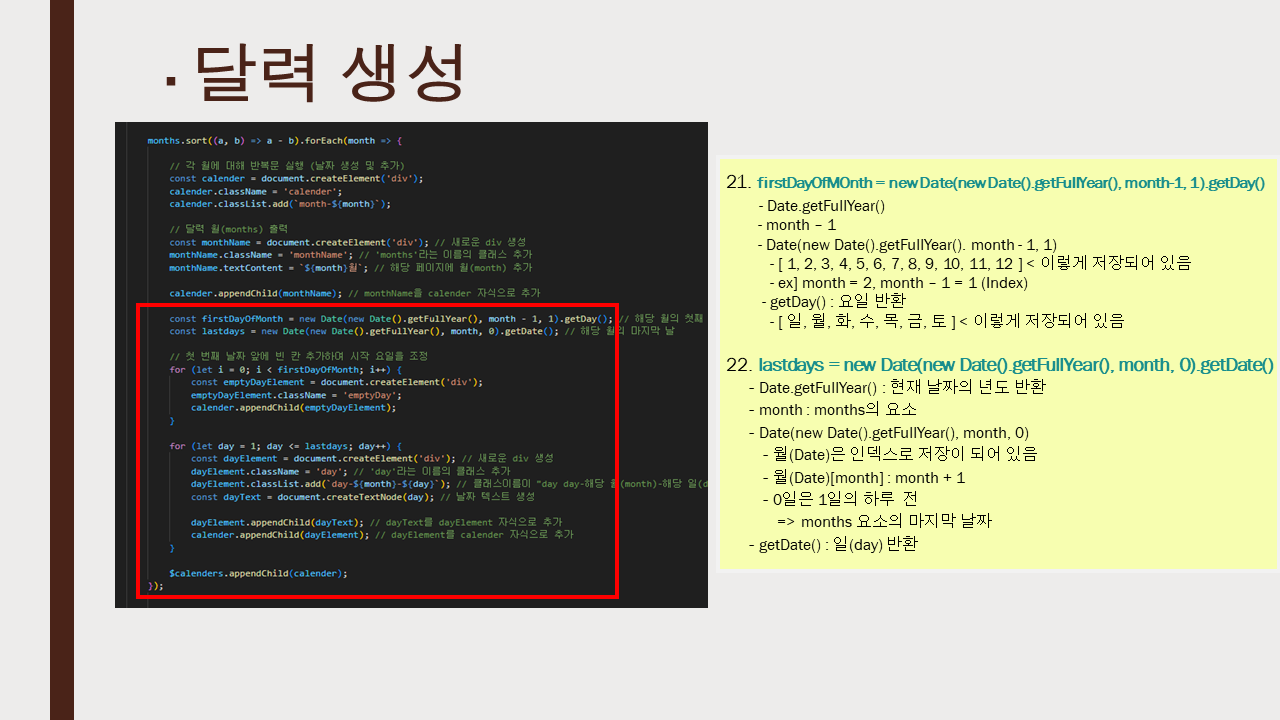 ▪ 달력 생성
months.sort((a, b) => a - b).forEach(month => {
// 각 월에 대해 반복문 실행 (날짜 생성 및 추가)
const calender = document.createElement('div');
calender.className = 'calender';
calender.classList.add(`month-${month}`);
// 달력 월(months) 출력
const monthName = document.createElement('div'); // 새로운 div 생성
monthName.className = 'monthName'; // 'months'라는 이름의 클래스 추가
monthName.textContent = `${month}월`; // 해당 페이지에 월(month) 추가
calender.appendChild(monthName); // monthName을 calender 자식으로 추가
const firstDayOfMonth = new Date(new Date().getFullYear(), month - 1, 1).getDay(); // 해당 월의 첫째
const lastdays = new Date(new Date().getFullYear(), month, 0).getDate(); // 해당 월의 마지막 날
// 첫 번째 날짜 앞에 빈 칸 추가하여 시작 요일을 조정
for (let i = 0; i < firstDayOfMonth; i++) {
const emptyDayElement = document.createElement('div');
emptyDayElement.className = 'emptyDay';
calender.appendChild(emptyDayElement);
}
for (let day = 1; day <= lastdays; day++) {
const dayElement = document.createElement('div'); // 새로운 div 생성
dayElement.className = 'day'; // 'day'라는 이름의 클래스 추가
dayElement.classList.add(`day-${month}-${day}`); // 클래스이름이 "day day-해당 월(month)-해당 일(d
const dayText = document.createTextNode(day); // 날짜 텍스트 생성
dayElement.appendChild(dayText); // dayText를 dayElement 자식으로 추가
calender.appendChild(dayElement); // dayElement를 calender 자식으로 추가
}
$calenders.appendChild(calender);
});
21. firstDayOfMOnth = new Date(new Date().getFullYear(), month-1, 1).getDay()
- Date.getFullYear()
- month – 1
- Date(new Date().getFullYear(). month - 1, 1)
- [ 1, 2, 3, 4, 5, 6, 7, 8, 9, 10, 11, 12 ] < 이렇게 저장되어 있음
- ex] month = 2, month – 1 = 1 (Index)
- getDay() : 요일 반환
- [ 일, 월, 화, 수, 목, 금, 토 ] < 이렇게 저장되어 있음
22. lastdays = new Date(new Date().getFullYear(), month, 0).getDate()
- Date.getFullYear() : 현재 날짜의 년도 반환
- month : months의 요소
- Date(new Date().getFullYear(), month, 0)
- 월(Date)은 인덱스로 저장이 되어 있음
- 월(Date)[month] : month + 1
- 0일은 1일의 하루 전
=> months 요소의 마지막 날짜
- getDate() : 일(day) 반환